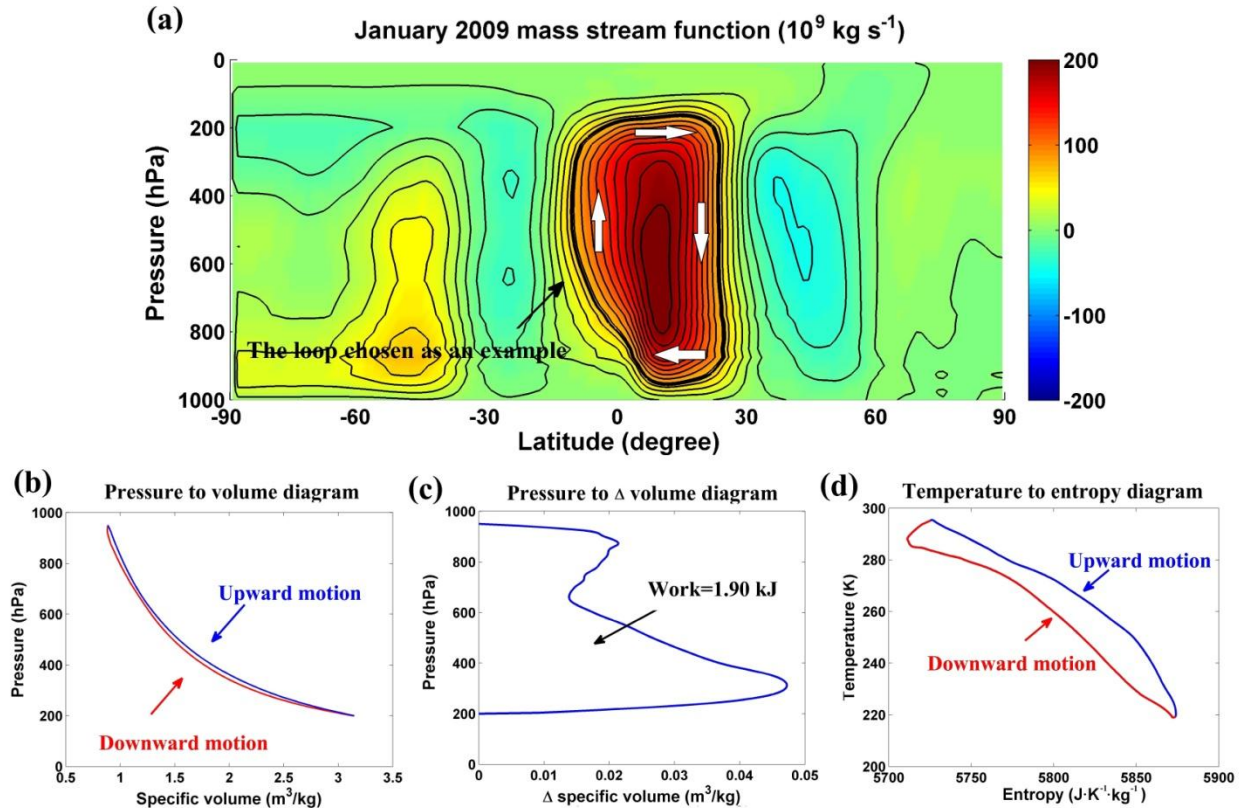 (a)
January 2009 mass stream function (10⁹ kg s⁻¹)
0
200
400
600
800
1000
Pressure (hPa)
The loop chosen as an example
-90
-60
-30
0
30
60
90
Latitude (degree)
200
100
0
-100
-200
(b)
Pressure to volume diagram
1000
800
600
400
200
0
Pressure (hPa)
Upward motion
Downward motion
0.5
1
1.5
2
2.5
3
3.5
Specific volume (m³/kg)
(c)
Pressure to Δ volume diagram
1000
800
600
400
200
0
Pressure (hPa)
Work=1.90 kJ
0
0.01
0.02
0.03
0.04
0.05
Δ specific volume (m³/kg)
(d)
Temperature to entropy diagram
300
280
260
240
220
200
Temperature (K)
Upward motion
Downward motion
5700
5750
5800
5850
5900
Entropy (J·K⁻¹·kg⁻¹)